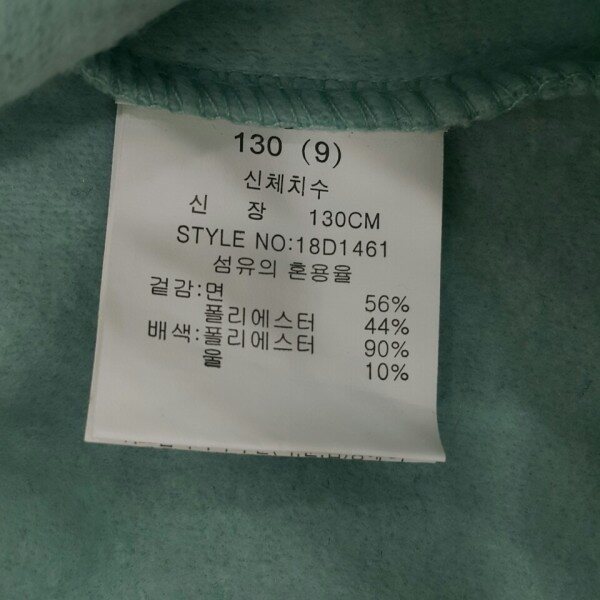 130 (9)
신체치수
신 장 130CM
STYLE NO:18D1461
섬유의 혼용율
겉감:면 56%
폴리에스터 44%
배색:폴리에스터 90%
울 10%